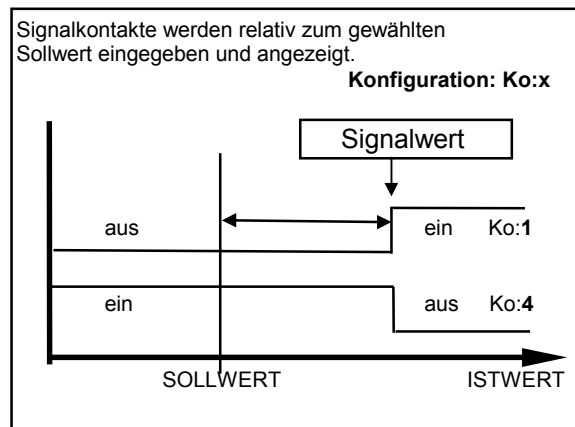 Signalkontakte werden relativ zum gewählten
Sollwert eingegeben und angezeigt.
Konfiguration: Ko:x
Signalwert
aus ein Ko:1
ein aus Ko:4
SOLLWERT ISTWERT